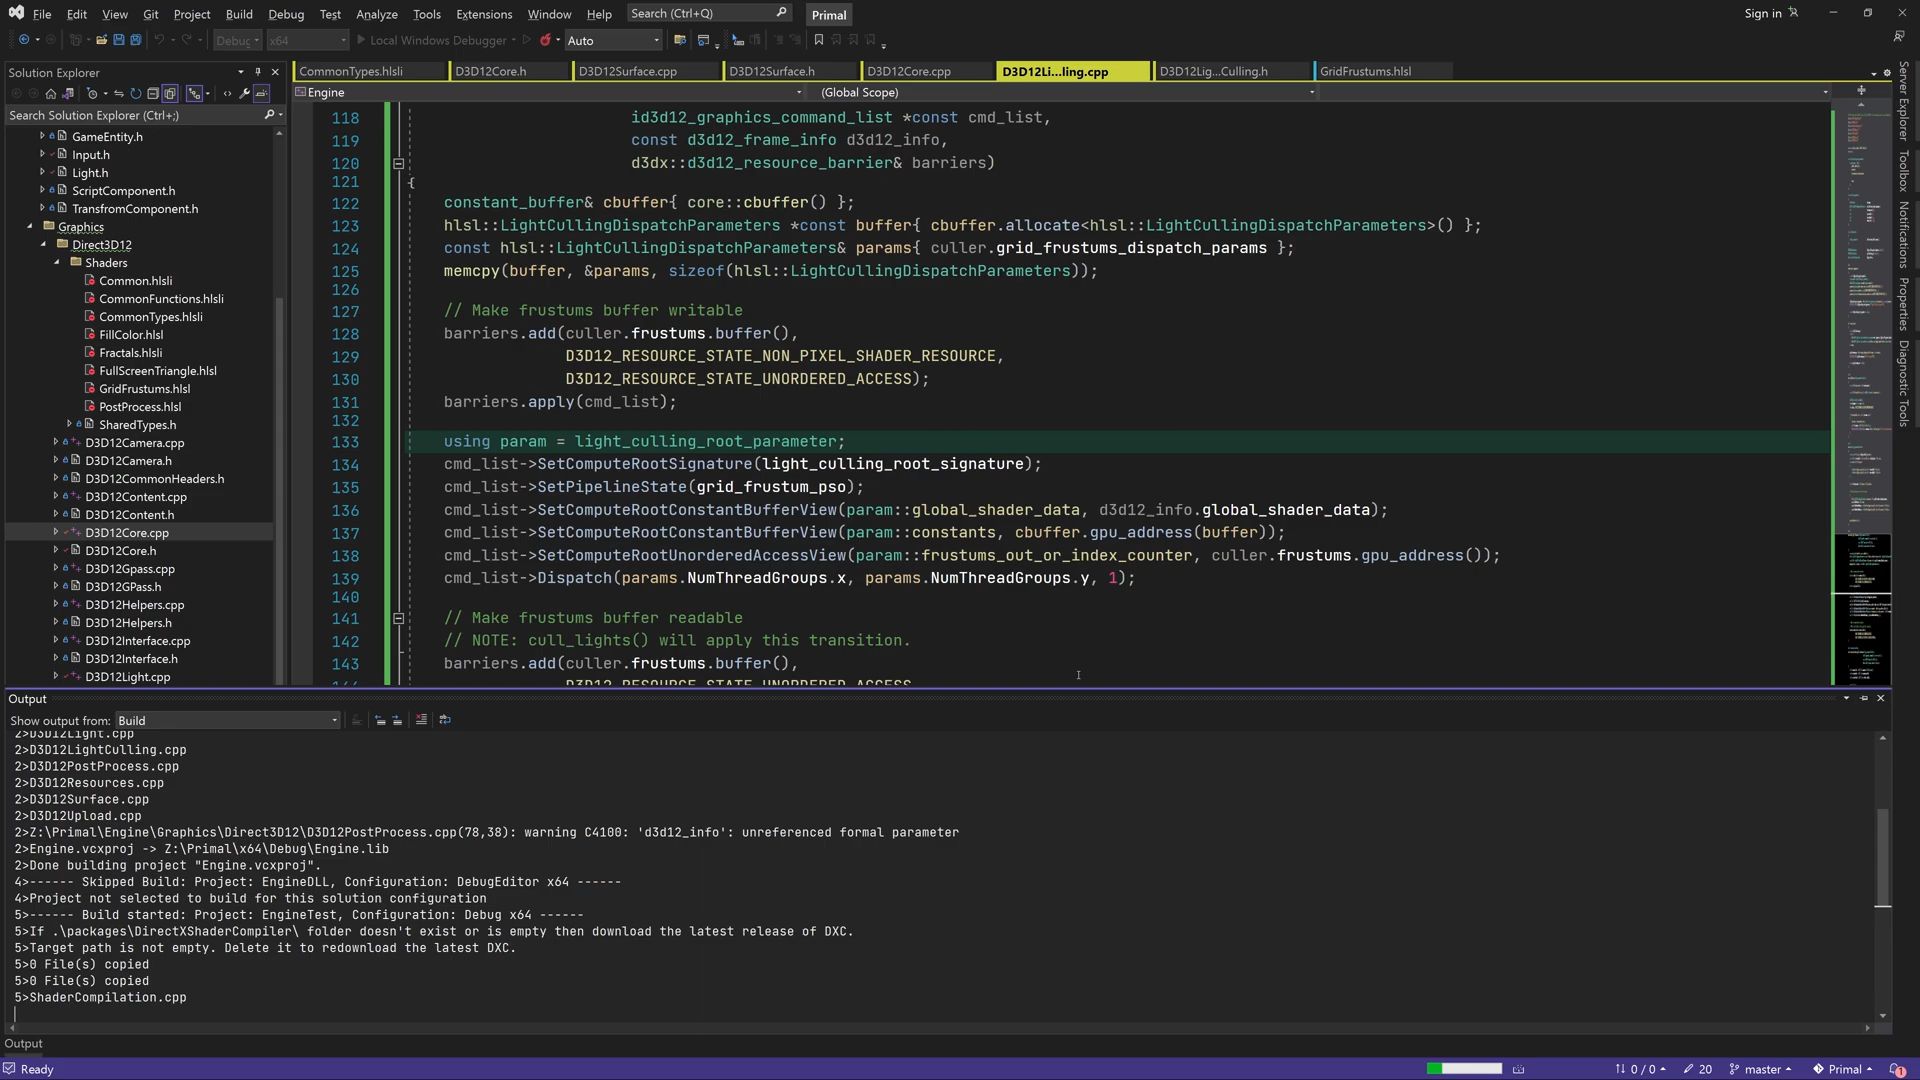 File Edit View Git Project Build Debug Test Analyze Tools Extensions Window Help Search (Ctrl+Q) Primal Sign in
Debug x64 Local Windows Debugger Auto
Solution Explorer
CommonTypes.hlsli D3D12Core.h D3D12Surface.cpp D3D12Surface.h D3D12Core.cpp D3D12Li...ling.cpp D3D12Lig...Culling.h GridFrustums.hlsl
Engine (Global Scope)
Search Solution Explorer (Ctrl+;)
GameEntity.h
Input.h
Light.h
ScriptComponent.h
TransfromComponent.h
Graphics
Direct3D12
Shaders
Common.hlsli
CommonFunctions.hlsli
CommonTypes.hlsli
FillColor.hlsl
Fractals.hlsli
FullScreenTriangle.hlsl
GridFrustums.hlsl
PostProcess.hlsl
SharedTypes.h
D3D12Camera.cpp
D3D12Camera.h
D3D12CommonHeaders.h
D3D12Content.cpp
D3D12Content.h
D3D12Core.cpp
D3D12Core.h
D3D12Gpass.cpp
D3D12GPass.h
D3D12Helpers.cpp
D3D12Helpers.h
D3D12Interface.cpp
D3D12Interface.h
D3D12Light.cpp
118 id3d12_graphics_command_list *const cmd_list,
119 const d3d12_frame_info d3d12_info,
120 d3dx::d3d12_resource_barrier& barriers)
121 {
122 constant_buffer& cbuffer{ core::cbuffer() };
123 hlsl::LightCullingDispatchParameters *const buffer{ cbuffer.allocate<hlsl::LightCullingDispatchParameters>() };
124 const hlsl::LightCullingDispatchParameters& params{ culler.grid_frustums_dispatch_params };
125 memcpy(buffer, &params, sizeof(hlsl::LightCullingDispatchParameters));
126
127 // Make frustums buffer writable
128 barriers.add(culler.frustums.buffer(),
129 D3D12_RESOURCE_STATE_NON_PIXEL_SHADER_RESOURCE,
130 D3D12_RESOURCE_STATE_UNORDERED_ACCESS);
131 barriers.apply(cmd_list);
132
133 using param = light_culling_root_parameter;
134 cmd_list->SetComputeRootSignature(light_culling_root_signature);
135 cmd_list->SetPipelineState(grid_frustum_pso);
136 cmd_list->SetComputeRootConstantBufferView(param::global_shader_data, d3d12_info.global_shader_data);
137 cmd_list->SetComputeRootConstantBufferView(param::constants, cbuffer.gpu_address(buffer));
138 cmd_list->SetComputeRootUnorderedAccessView(param::frustums_out_or_index_counter, culler.frustums.gpu_address());
139 cmd_list->Dispatch(params.NumThreadGroups.x, params.NumThreadGroups.y, 1);
140
141 // Make frustums buffer readable
142 // NOTE: cull_lights() will apply this transition.
143 barriers.add(culler.frustums.buffer(),
144 D3D12_RESOURCE_STATE_UNORDERED_ACCESS
Server Explorer
Toolbox
Notifications
Properties
Diagnostic Tools
Output
Show output from: Build
2>D3D12Light.cpp
2>D3D12LightCulling.cpp
2>D3D12PostProcess.cpp
2>D3D12Resources.cpp
2>D3D12Surface.cpp
2>D3D12Upload.cpp
2>Z:\Primal\Engine\Graphics\Direct3D12\D3D12PostProcess.cpp(78,38): warning C4100: 'd3d12_info': unreferenced formal parameter
2>Engine.vcxproj -> Z:\Primal\x64\Debug\Engine.lib
2>Done building project "Engine.vcxproj".
4>------ Skipped Build: Project: EngineDLL, Configuration: DebugEditor x64 ------
4>Project not selected to build for this solution configuration
5>------ Build started: Project: EngineTest, Configuration: Debug x64 ------
5>If .\packages\DirectXShaderCompiler\ folder doesn't exist or is empty then download the latest release of DXC.
5>Target path is not empty. Delete it to redownload the latest DXC.
5>0 File(s) copied
5>0 File(s) copied
5>ShaderCompilation.cpp
Output
Ready 0 / 0 20 master Primal 1